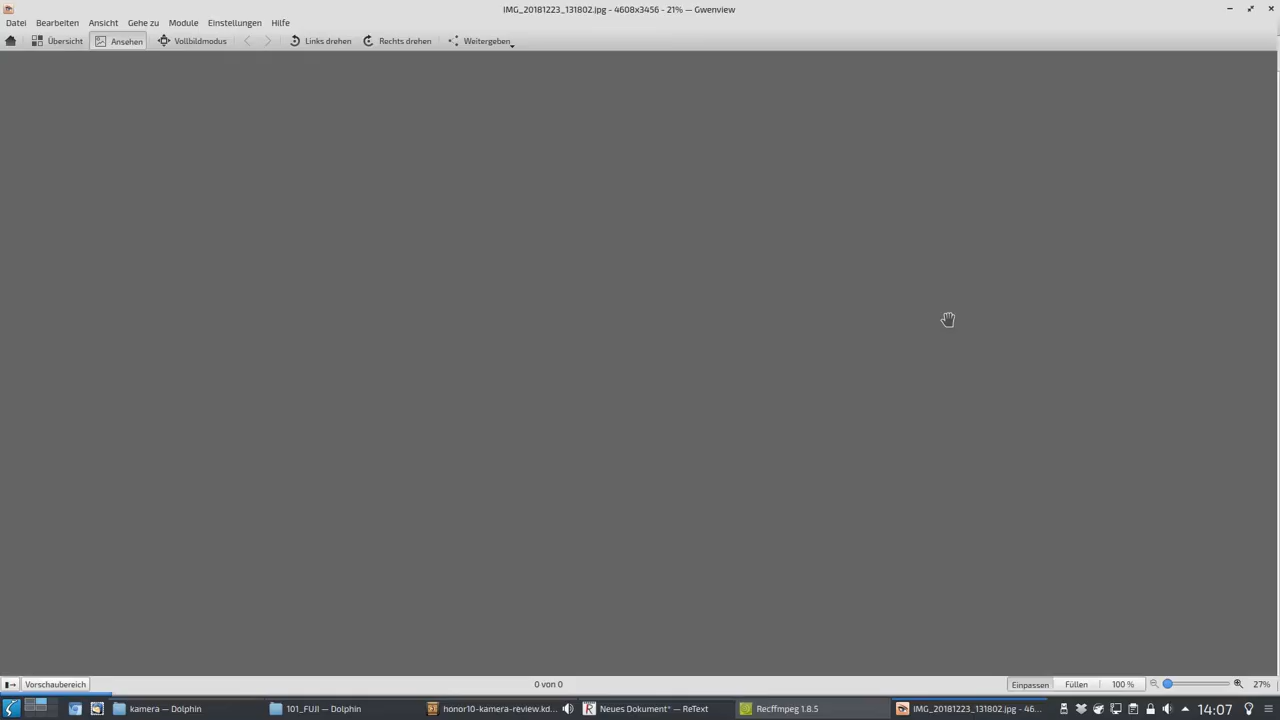 IMG_20181223_131802.jpg - 4608x3456 - 21% — Gwenview
Datei Bearbeiten Ansicht Gehe zu Module Einstellungen Hilfe
Übersicht Ansehen Vollbildmodus Links drehen Rechts drehen Weitergeben
Vorschaubereich 0 von 0 Einpassen Füllen 100 % 27%
kamera — Dolphin 101_FUJI — Dolphin honor10-kamera-review.kd... Neues Dokument* — ReText Recffmpeg 1.8.5 IMG_20181223_131802.jpg - 46... 14:07